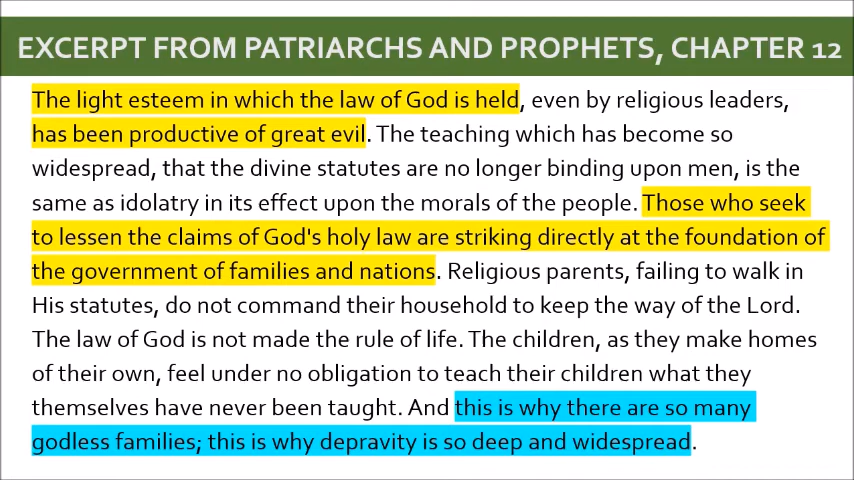 EXCERPT FROM PATRIARCHS AND PROPHETS, CHAPTER 12
The light esteem in which the law of God is held, even by religious leaders,
has been productive of great evil. The teaching which has become so
widespread, that the divine statutes are no longer binding upon men, is the
same as idolatry in its effect upon the morals of the people. Those who seek
to lessen the claims of God's holy law are striking directly at the foundation of
the government of families and nations. Religious parents, failing to walk in
His statutes, do not command their household to keep the way of the Lord.
The law of God is not made the rule of life. The children, as they make homes
of their own, feel under no obligation to teach their children what they
themselves have never been taught. And this is why there are so many
godless families; this is why depravity is so deep and widespread.